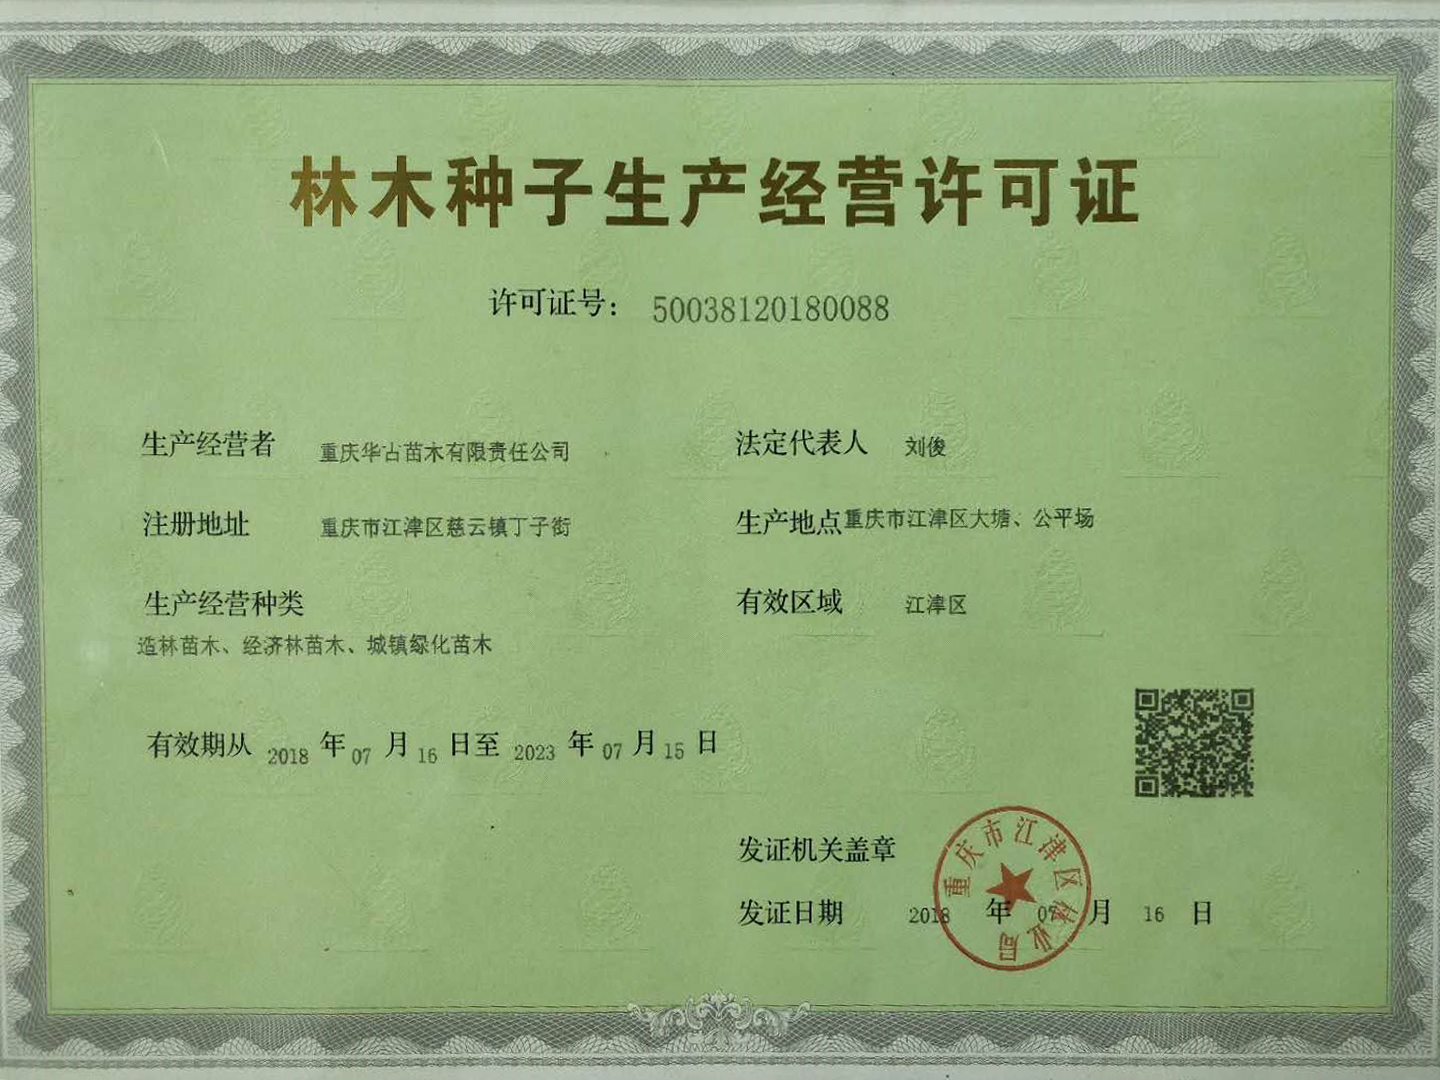 林木种子生产经营许可证
许可证号： 50038120180088
生产经营者 重庆华古苗木有限责任公司
法定代表人 刘俊
注册地址 重庆市江津区慈云镇丁子街
生产地点 重庆市江津区大塘、公平场
生产经营种类
造林苗木、经济林苗木、城镇绿化苗木
有效区域 江津区
有效期从 2018 年 07 月 16 日至 2023 年 07 月 15 日
发证机关盖章
发证日期 2018 年 07 月 16 日
重庆市江津区林业局